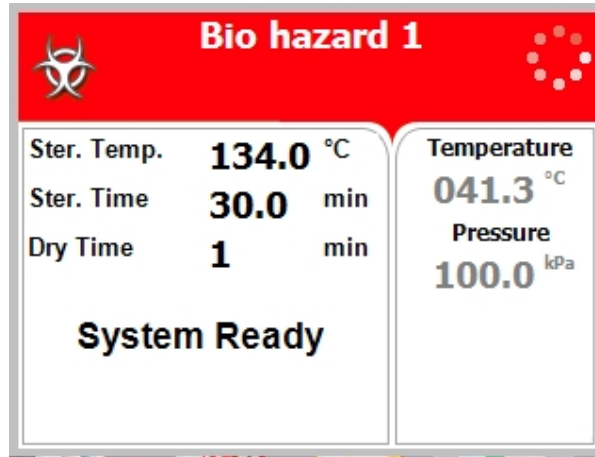 Bio hazard 1
Ster. Temp. 134.0 °C
Ster. Time 30.0 min
Dry Time 1 min
System Ready
Temperature
041.3 °C
Pressure
100.0 kPa